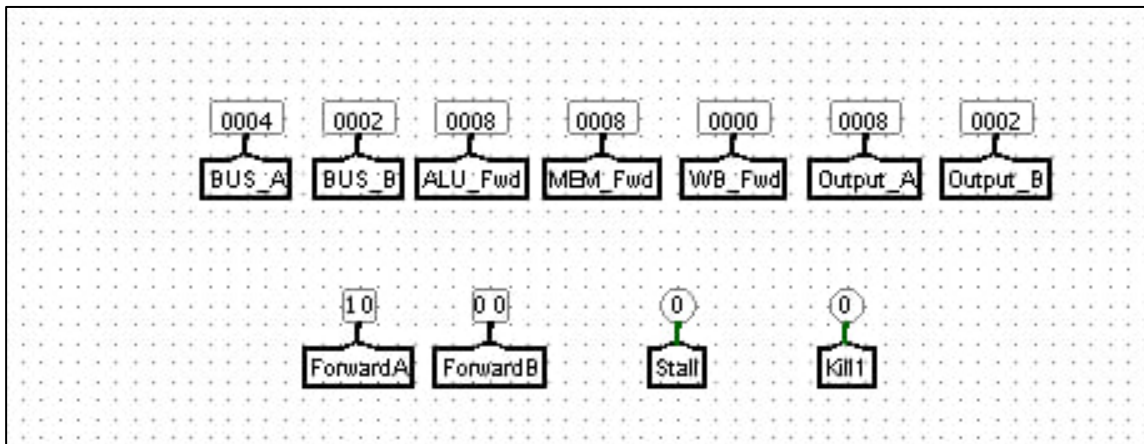 0004 0002 0008 0008 0000 0008 0002
BUS_A BUS_B ALU_Fwd MEM_Fwd WB_Fwd Output_A Output_B
1 0 0 0 0 0
ForwardA ForwardB Stall Kill1